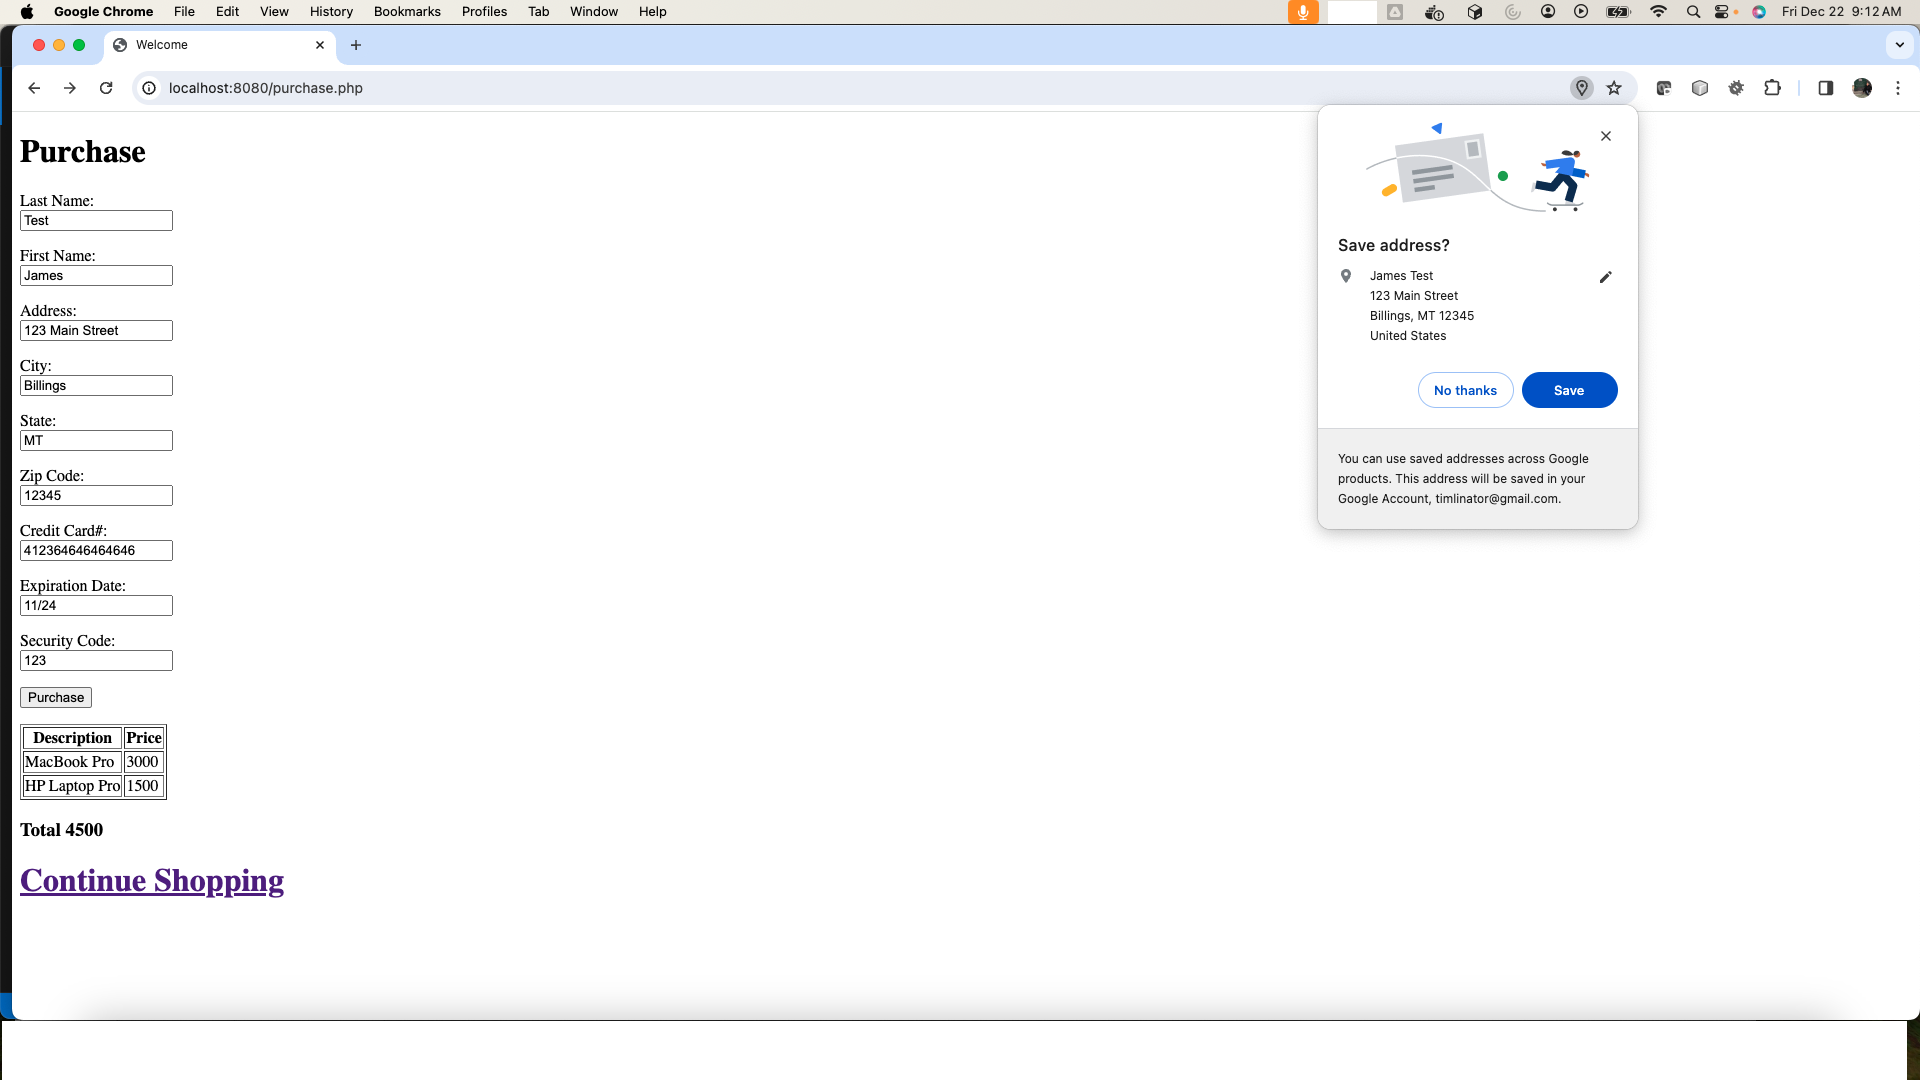 Google Chrome File Edit View History Bookmarks Profiles Tab Window Help Fri Dec 22 9:12 AM
Welcome
localhost:8080/purchase.php
Purchase
Last Name:
Test
First Name:
James
Address:
123 Main Street
City:
Billings
State:
MT
Zip Code:
12345
Credit Card#:
412364646464646
Expiration Date:
11/24
Security Code:
123
Purchase
Description Price
MacBook Pro 3000
HP Laptop Pro 1500
Total 4500
Continue Shopping
Save address?
James Test
123 Main Street
Billings, MT 12345
United States
No thanks Save
You can use saved addresses across Google
products. This address will be saved in your
Google Account, timlinator@gmail.com.